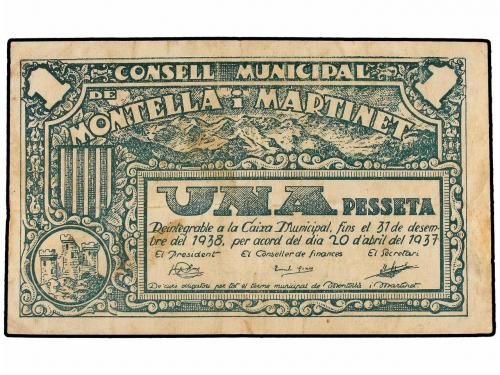 1 CONSELL MUNICIPAL 1
DE
MONTELLÀ i MARTINET
UNA PESSETA
Reintegrable a la Caixa Municipal, fins el 31 de desem-
bre del 1938, per acord del dia 20 d'abril del 1937
El President El Conseller de finances El Secretari
De curs obligatori per tot el terme municipal de Montellà i Martinet